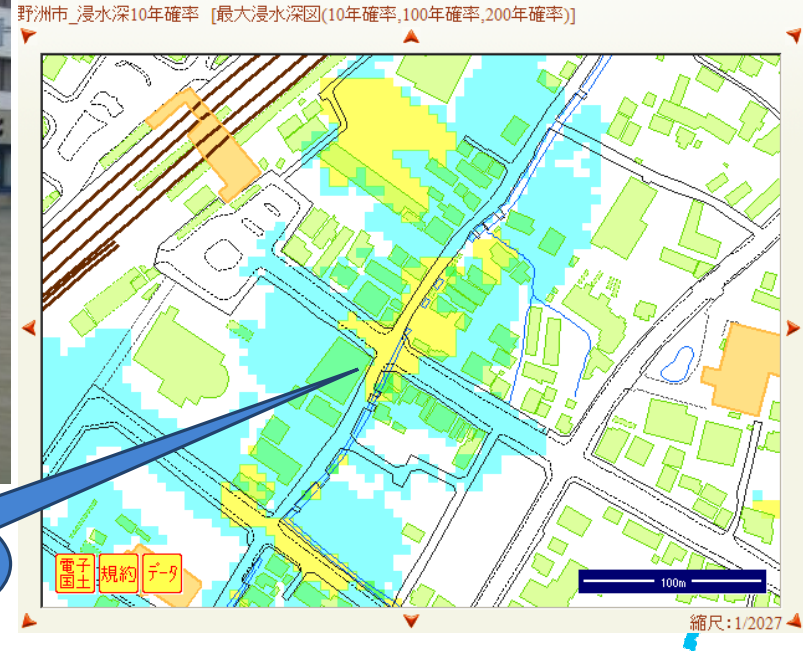 野洲市_浸水深10年確率 [最大浸水深図(10年確率,100年確率,200年確率)]
電子
国土
規約
データ
100m
縮尺:1/2027